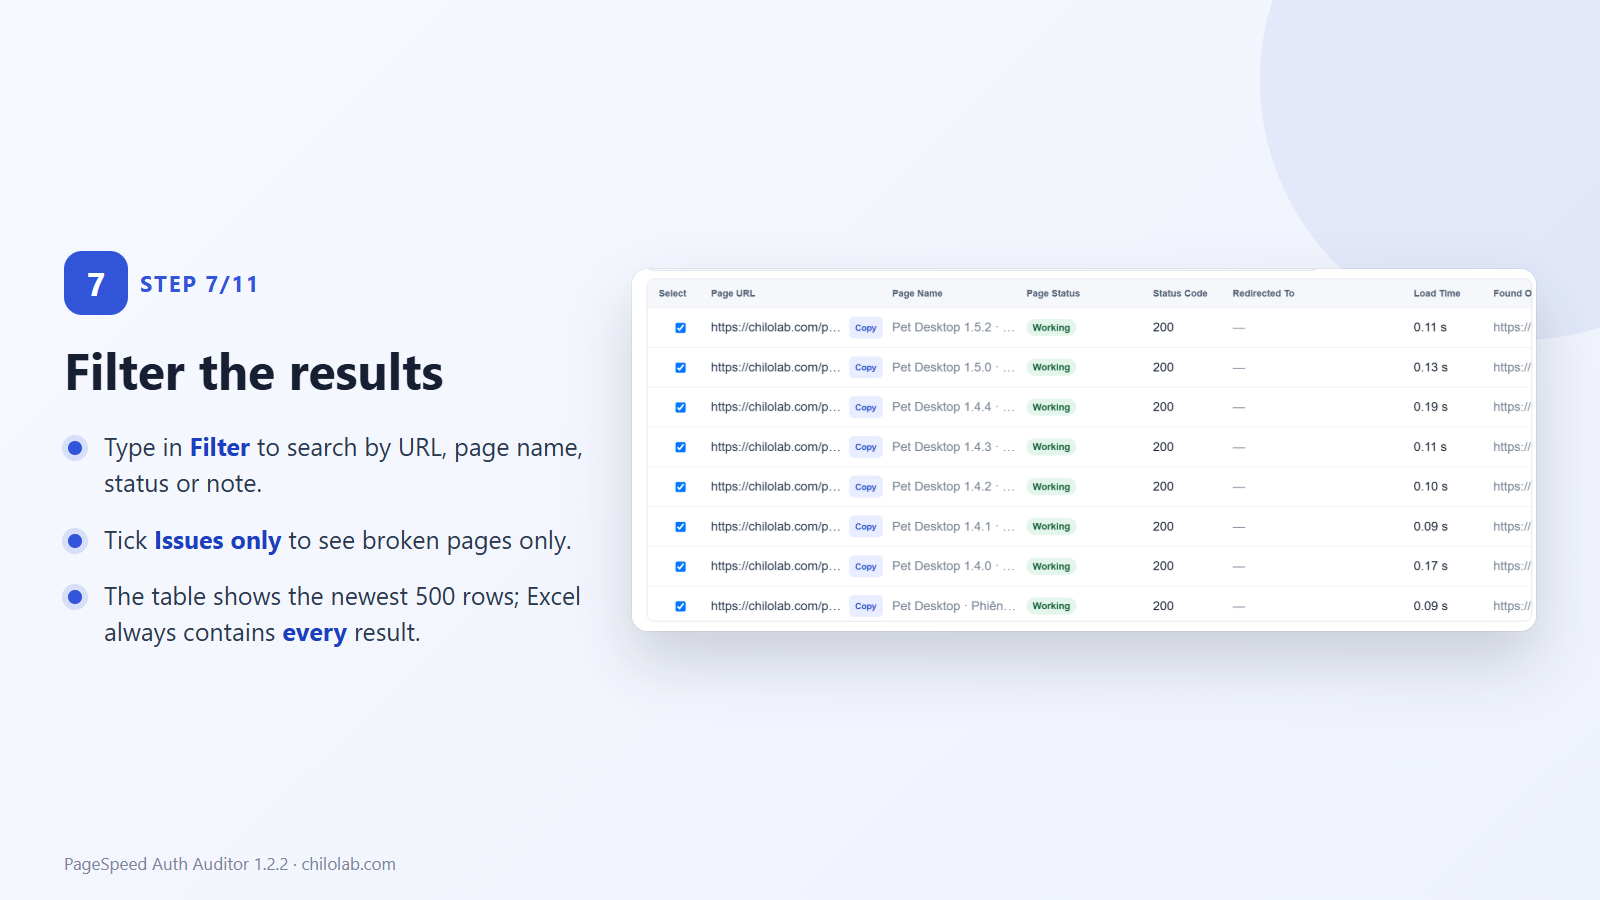 7
STEP 7/11
Filter the results
Type in Filter to search by URL, page name,
status or note.
Tick Issues only to see broken pages only.
The table shows the newest 500 rows; Excel
always contains every result.
Select Page URL Page Name Page Status Status Code Redirected To Load Time Found O
https://chilolab.com/p... Copy Pet Desktop 1.5.2 · ... Working 200 — 0.11 s https://
https://chilolab.com/p... Copy Pet Desktop 1.5.0 · ... Working 200 — 0.13 s https://
https://chilolab.com/p... Copy Pet Desktop 1.4.4 · ... Working 200 — 0.19 s https://
https://chilolab.com/p... Copy Pet Desktop 1.4.3 · ... Working 200 — 0.11 s https://
https://chilolab.com/p... Copy Pet Desktop 1.4.2 · ... Working 200 — 0.10 s https://
https://chilolab.com/p... Copy Pet Desktop 1.4.1 · ... Working 200 — 0.09 s https://
https://chilolab.com/p... Copy Pet Desktop 1.4.0 · ... Working 200 — 0.17 s https://
https://chilolab.com/p... Copy Pet Desktop · Phiên... Working 200 — 0.09 s https://
PageSpeed Auth Auditor 1.2.2 · chilolab.com